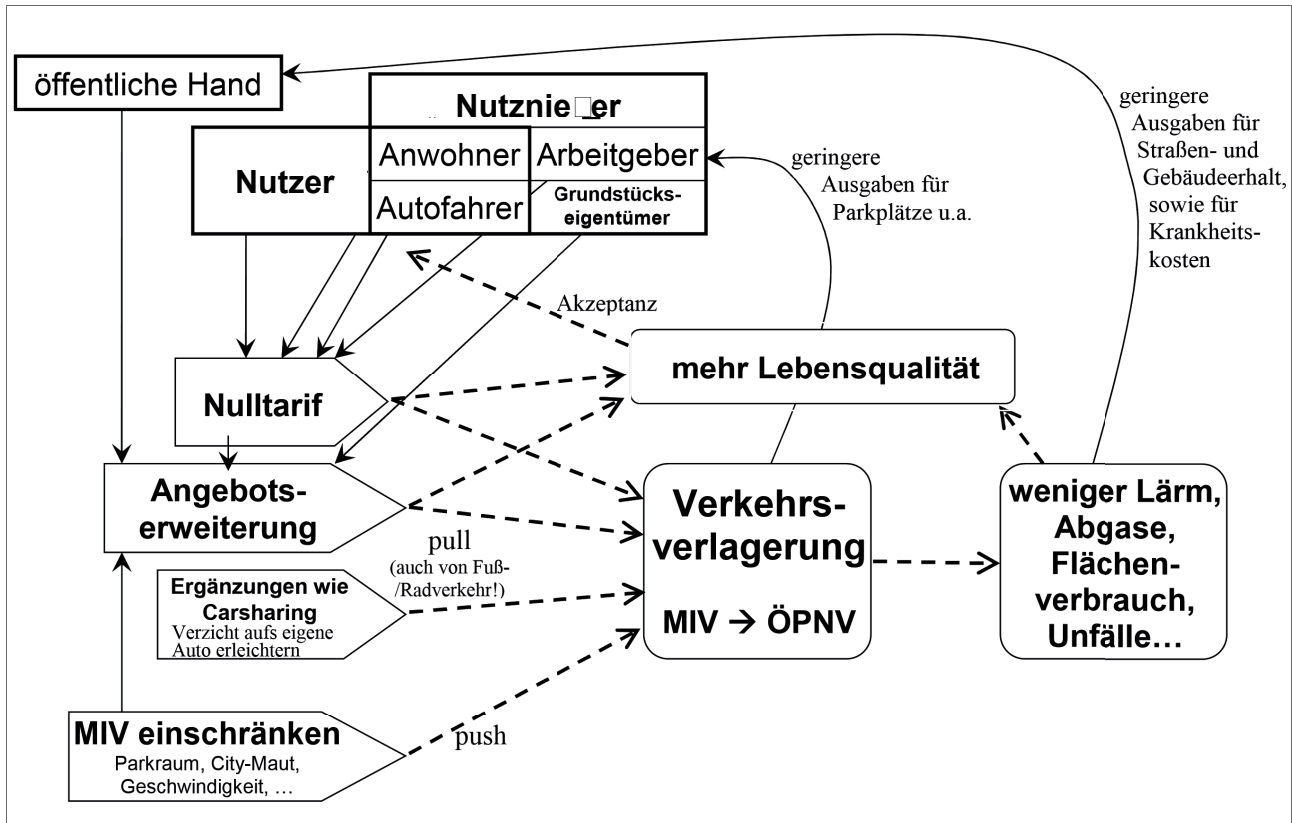 öffentliche Hand
Nutznie□er
Nutzer
Anwohner
Arbeitgeber
Autofahrer
Grundstücks-
eigentümer
geringere
Ausgaben für
Parkplätze u.a.
geringere
Ausgaben für
Straßen- und
Gebäudeerhalt,
sowie für
Krankheits-
kosten
Akzeptanz
mehr Lebensqualität
Nulltarif
Angebots-
erweiterung
pull
(auch von Fuß-
/Radverkehr!)
Ergänzungen wie
Carsharing
Verzicht aufs eigene
Auto erleichtern
Verkehrs-
verlagerung
MIV → ÖPNV
weniger Lärm,
Abgase,
Flächen-
verbrauch,
Unfälle…
MIV einschränken
Parkraum, City-Maut,
Geschwindigkeit, …
push